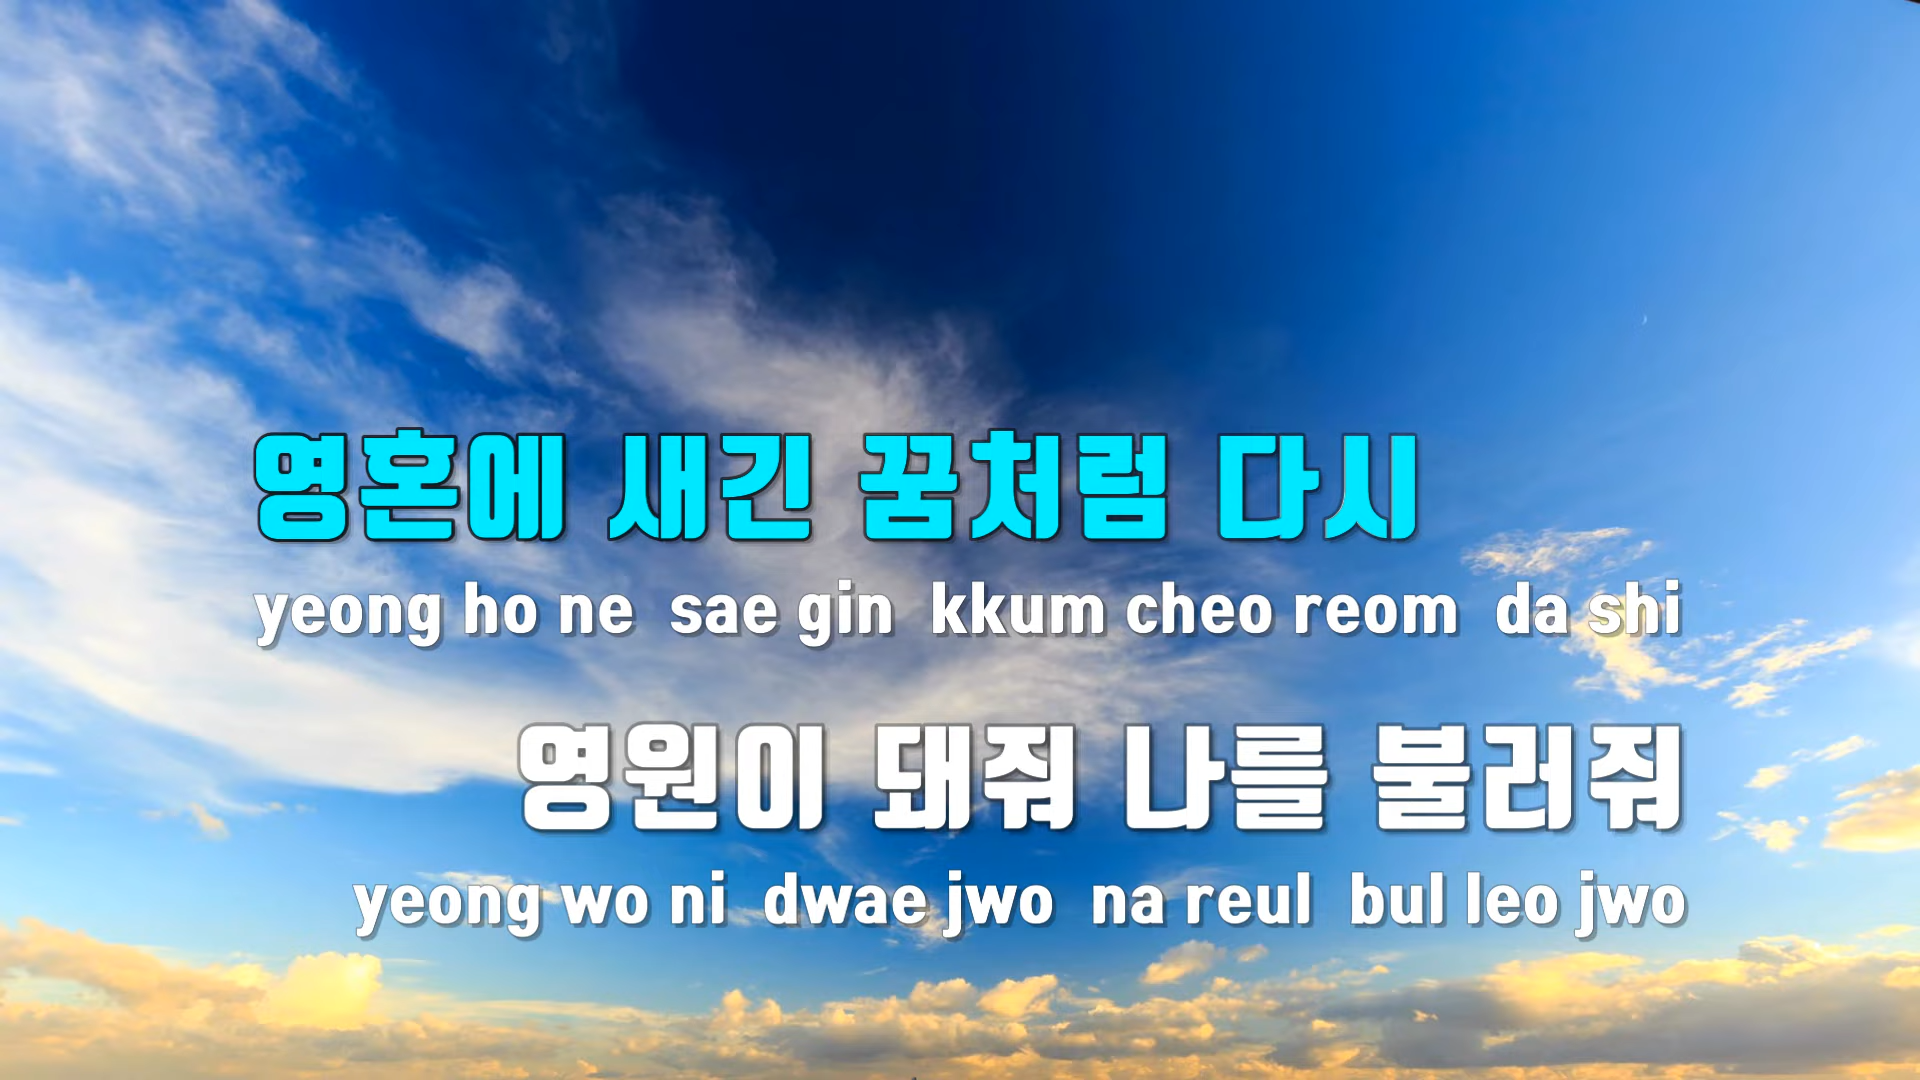 영혼에 새긴 꿈처럼 다시
yeong ho ne sae gin kkum cheo reom da shi
영원이 돼줘 나를 불러줘
yeong wo ni dwae jwo na reul bul leo jwo